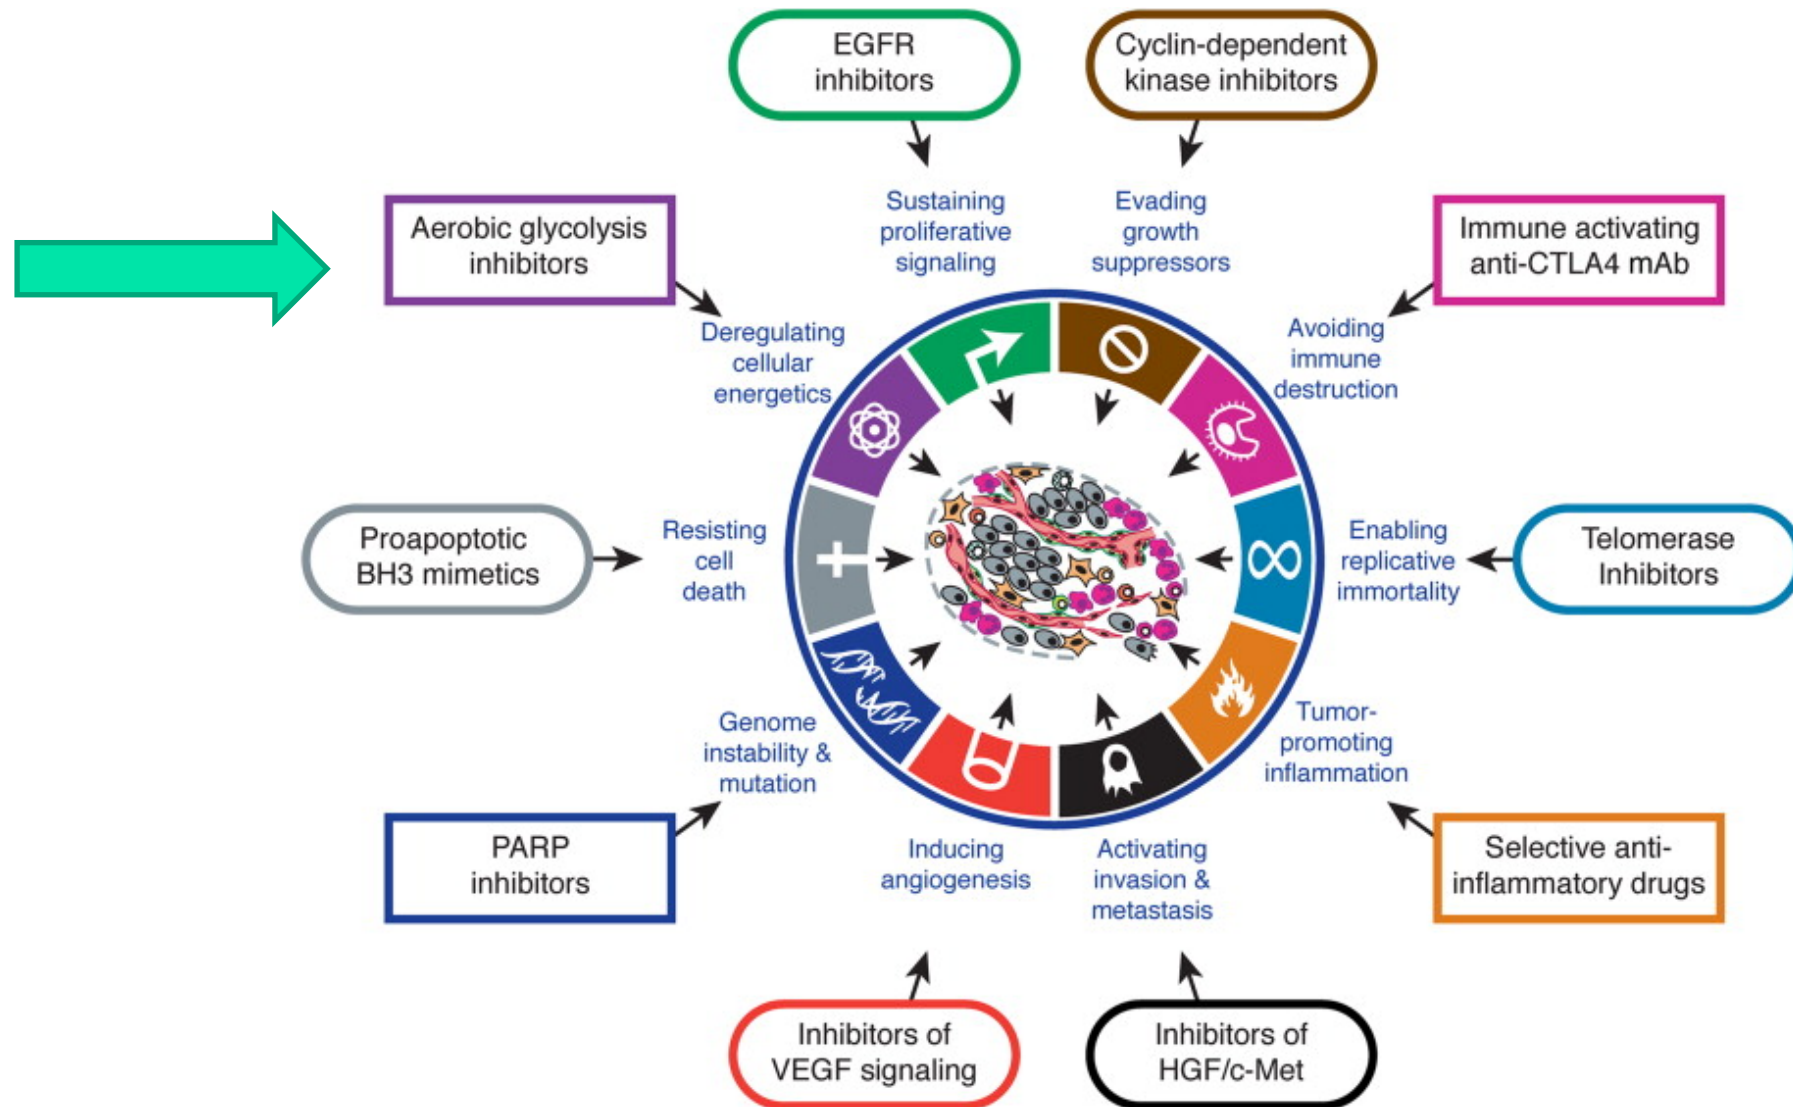 EGFR
inhibitors
Cyclin-dependent
kinase inhibitors
Aerobic glycolysis
inhibitors
Sustaining
proliferative
signaling
Evading
growth
suppressors
Immune activating
anti-CTLA4 mAb
Deregulating
cellular
energetics
Avoiding
immune
destruction
Proapoptotic
BH3 mimetics
Resisting
cell
death
Enabling
replicative
immortality
Telomerase
Inhibitors
Genome
instability &
mutation
Tumor-
promoting
inflammation
PARP
inhibitors
Inducing
angiogenesis
Activating
invasion &
metastasis
Selective anti-
inflammatory drugs
Inhibitors of
VEGF signaling
Inhibitors of
HGF/c-Met